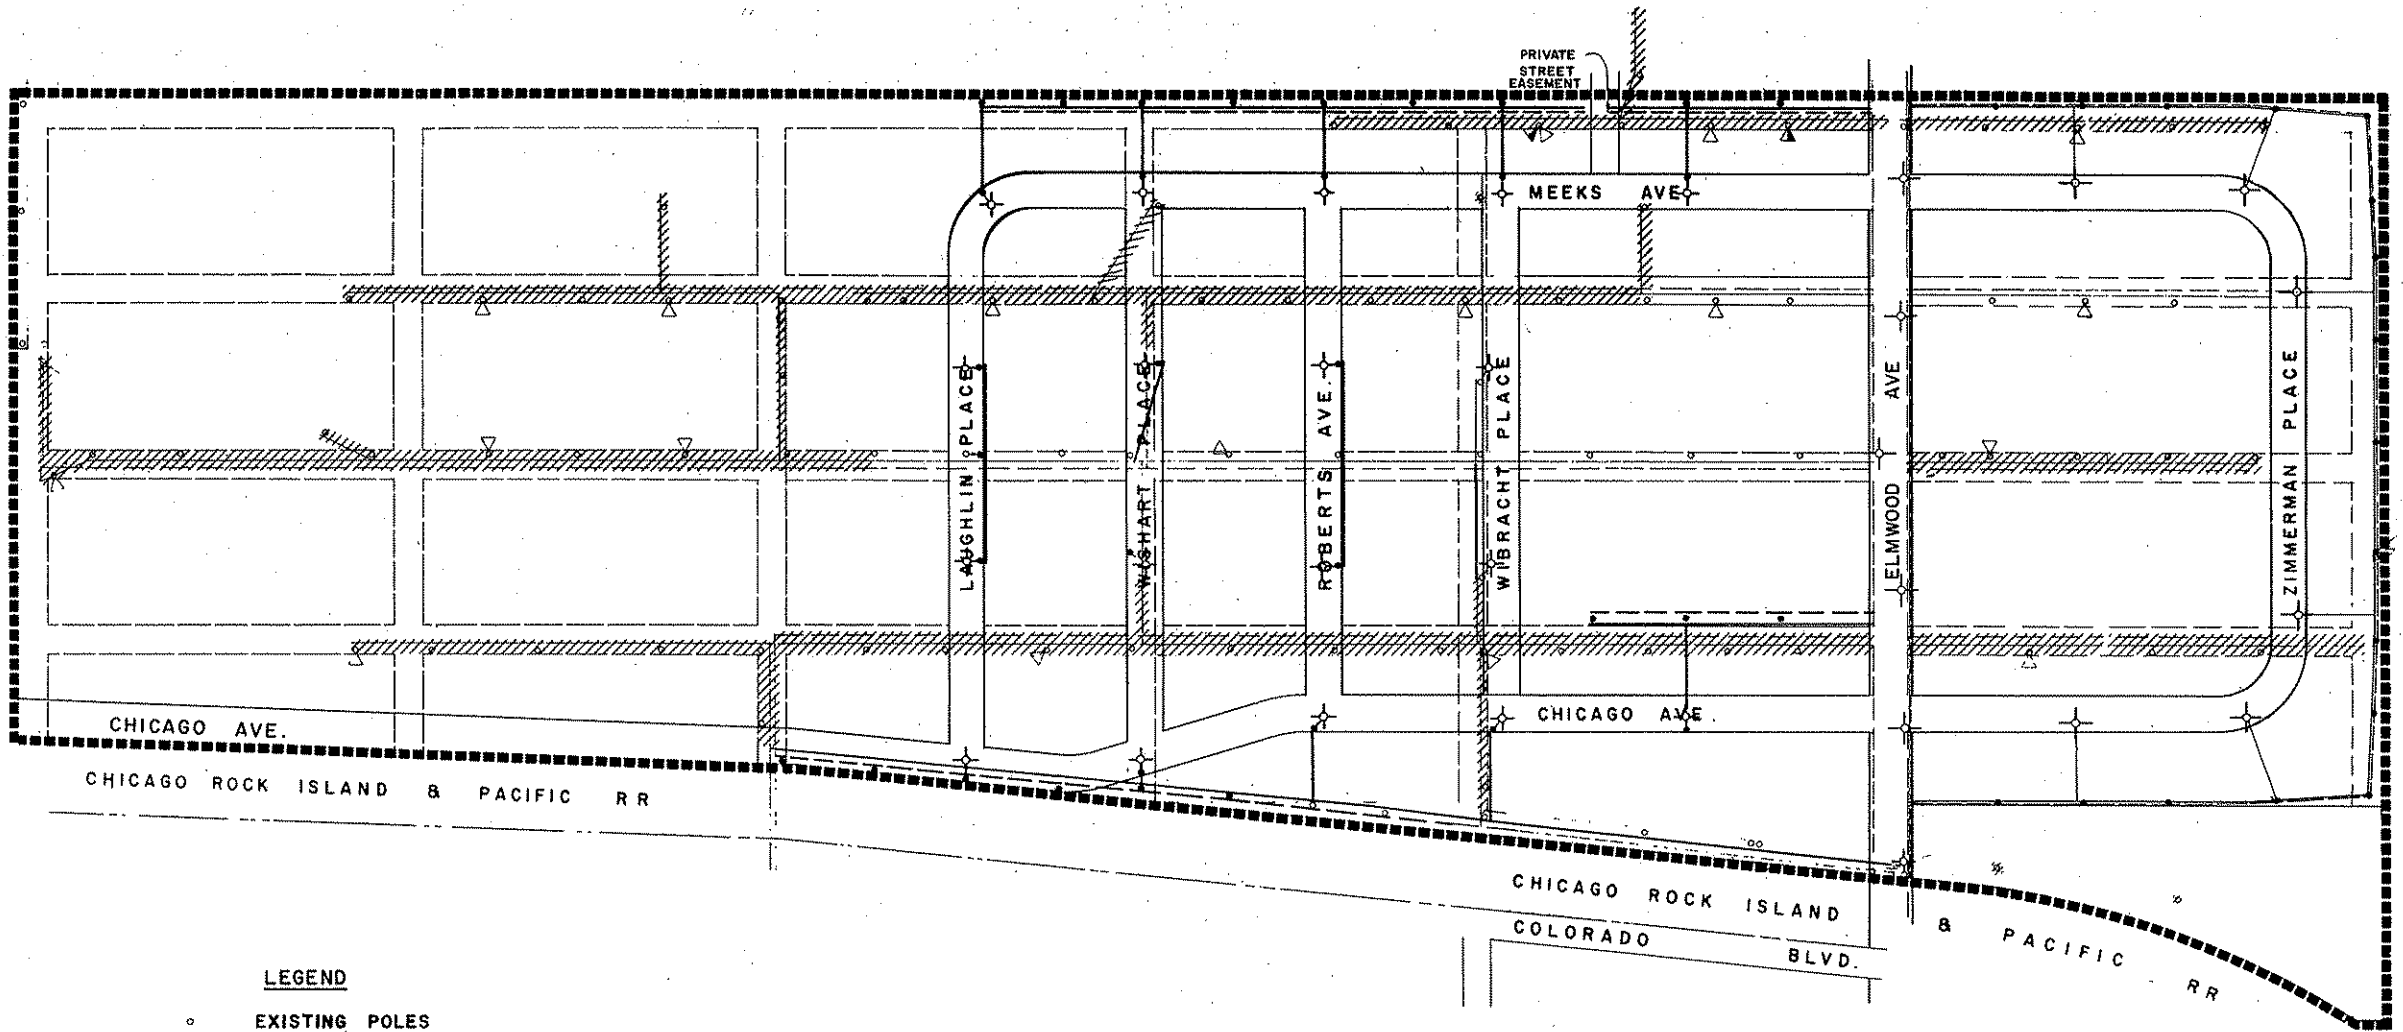 PRIVATE
STREET
EASEMENT
MEEKS AVE
LAUGHLIN PLACE
WISHART PLACE
ROBERTS AVE.
WIBRACHT PLACE
ELMWOOD AVE
ZIMMERMAN PLACE
CHICAGO AVE.
CHICAGO AVE.
CHICAGO ROCK ISLAND & PACIFIC RR
CHICAGO ROCK ISLAND & PACIFIC RR
COLORADO BLVD.
LEGEND
EXISTING POLES